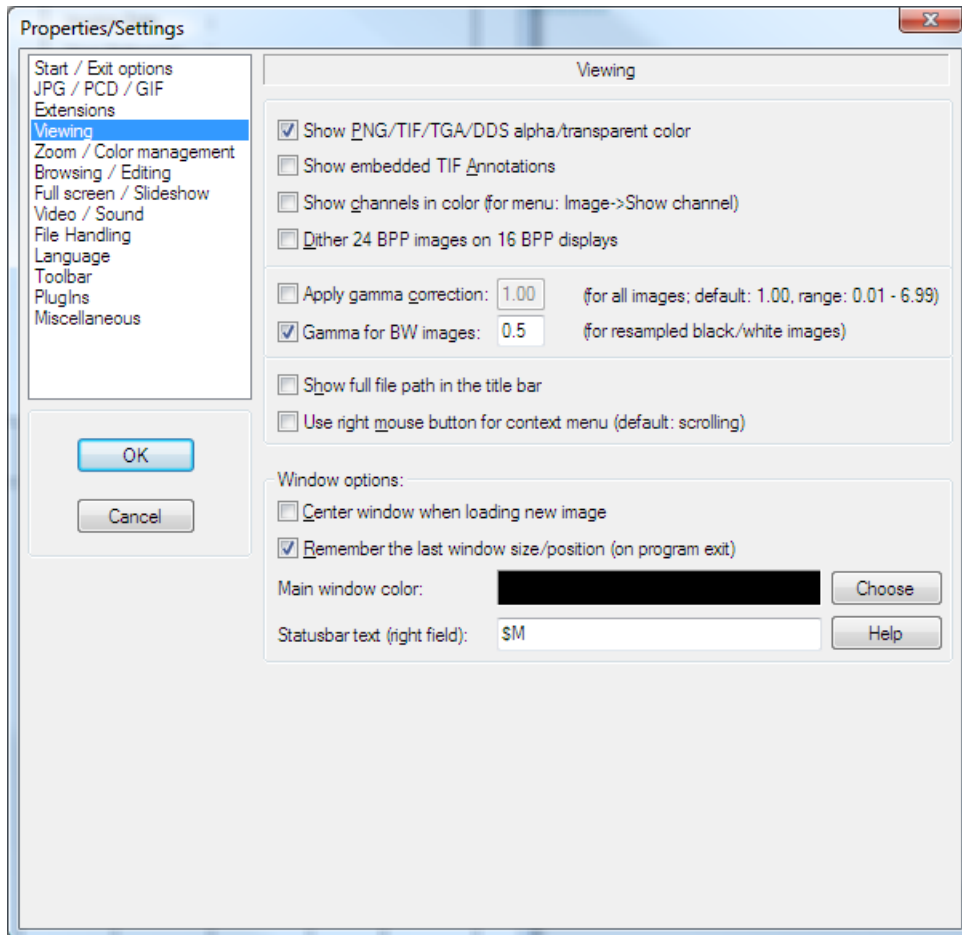 Properties/Settings
Start / Exit options
JPG / PCD / GIF
Extensions
Viewing
Zoom / Color management
Browsing / Editing
Full screen / Slideshow
Video / Sound
File Handling
Language
Toolbar
PlugIns
Miscellaneous
OK
Cancel
Viewing
Show PNG/TIF/TGA/DDS alpha/transparent color
Show embedded TIF Annotations
Show channels in color (for menu: Image->Show channel)
Dither 24 BPP images on 16 BPP displays
Apply gamma correction: 1.00 (for all images; default: 1.00, range: 0.01 - 6.99)
Gamma for BW images: 0.5 (for resampled black/white images)
Show full file path in the title bar
Use right mouse button for context menu (default: scrolling)
Window options:
Center window when loading new image
Remember the last window size/position (on program exit)
Main window color: Choose
Statusbar text (right field): $M Help